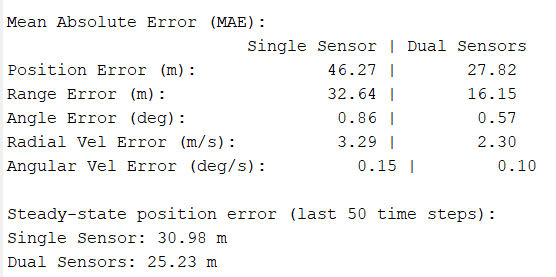 Mean Absolute Error (MAE):
                              Single Sensor | Dual Sensors
Position Error (m):                 46.27 |        27.82
Range Error (m):                    32.64 |        16.15
Angle Error (deg):                   0.86 |         0.57
Radial Vel Error (m/s):              3.29 |         2.30
Angular Vel Error (deg/s):             0.15 |         0.10

Steady-state position error (last 50 time steps):
Single Sensor: 30.98 m
Dual Sensors: 25.23 m